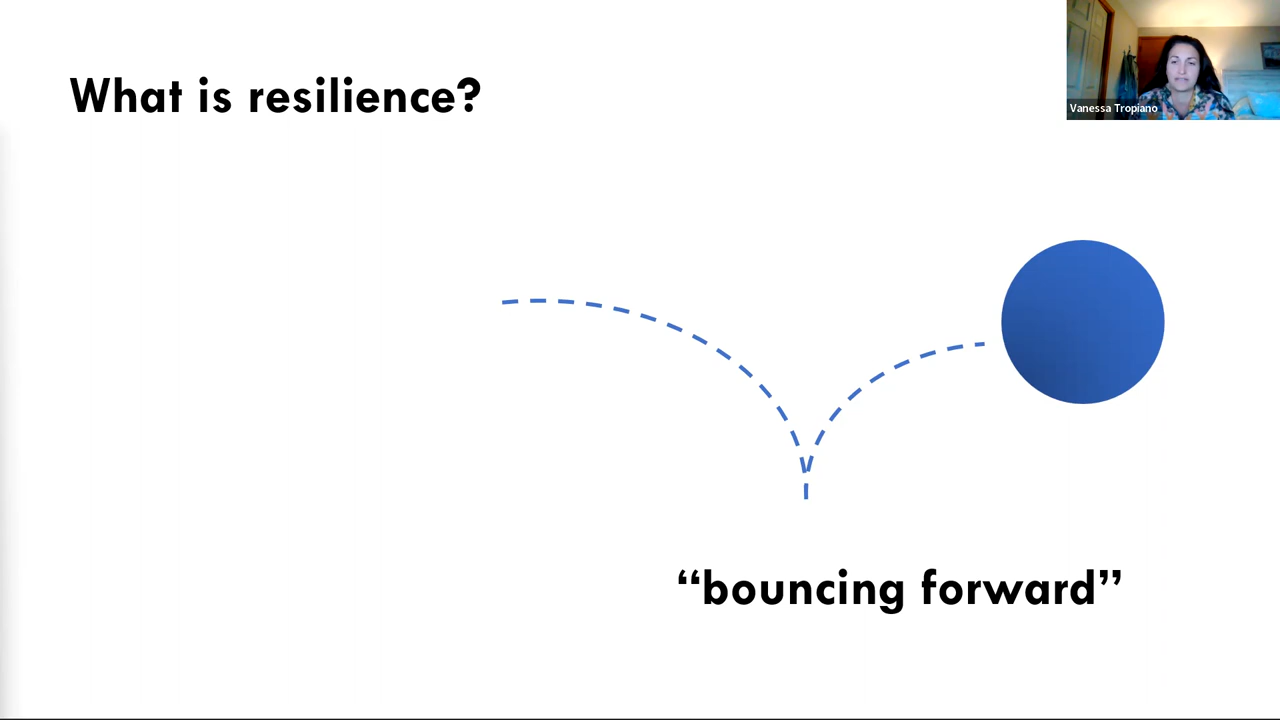 What is resilience?
Vanessa Tropiano
“bouncing forward”